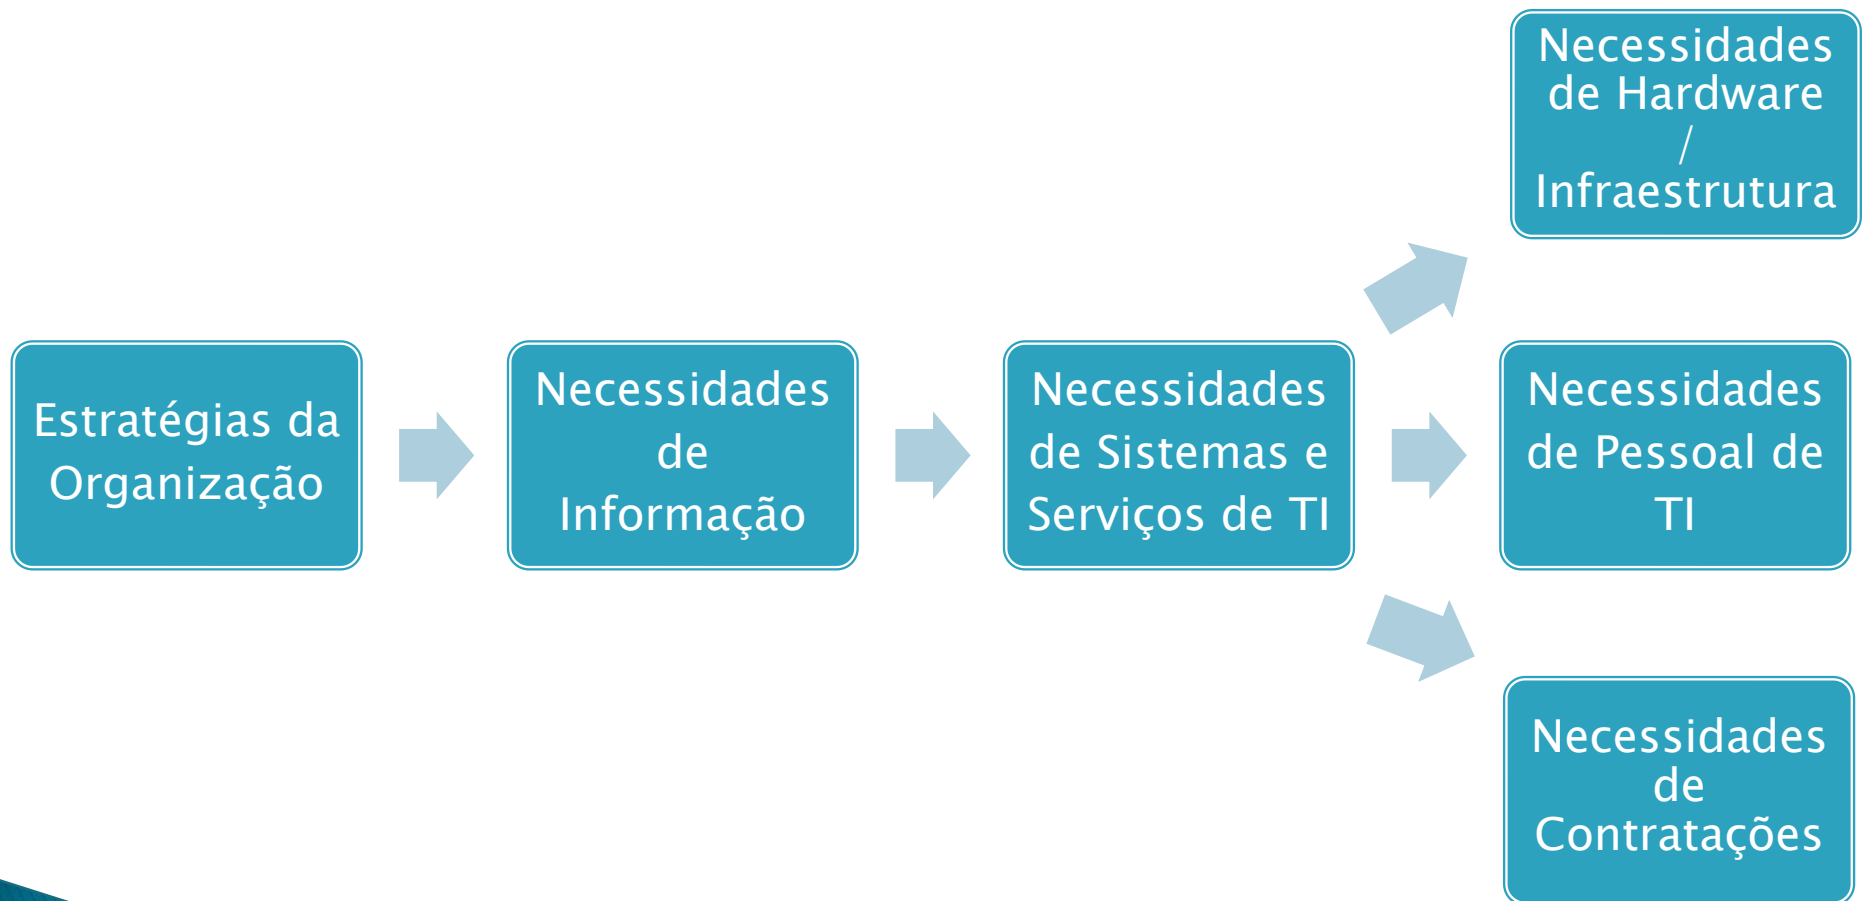 Estratégias da
Organização
Necessidades
de
Informação
Necessidades
de Sistemas e
Serviços de TI
Necessidades
de Hardware
/
Infraestrutura
Necessidades
de Pessoal de
TI
Necessidades
de
Contratações